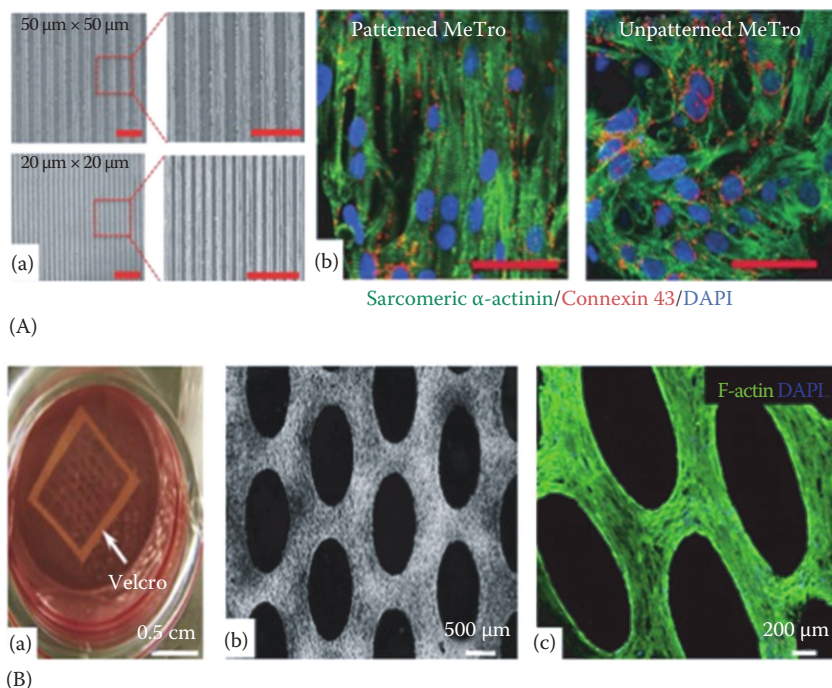 50 µm × 50 µm
20 µm × 20 µm
(a)
Patterned MeTro
Unpatterned MeTro
(b)
Sarcomeric α-actinin/Connexin 43/DAPI
(A)
Velcro
0.5 cm
(a)
500 µm
(b)
F-actin DAPI
200 µm
(c)
(B)